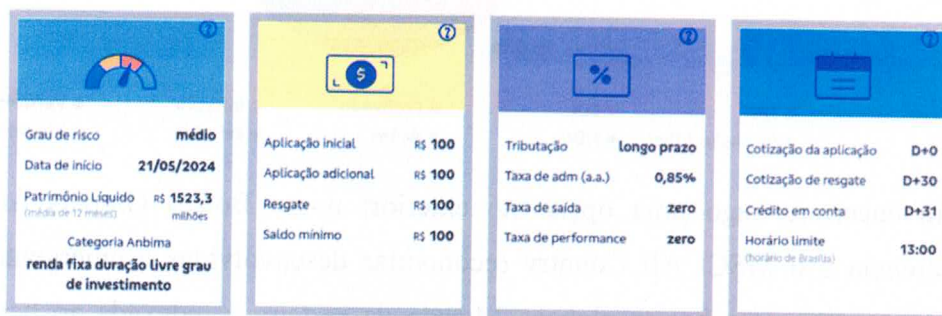 Grau de risco médio
Data de início 21/05/2024
Patrimônio Líquido R$ 1523,3
(média de 12 meses) milhões
Categoria Anbima
renda fixa duração livre grau
de investimento
$
Aplicação inicial R$ 100
Aplicação adicional R$ 100
Resgate R$ 100
Saldo mínimo R$ 100
%
Tributação longo prazo
Taxa de adm (a.a.) 0,85%
Taxa de saída zero
Taxa de performance zero
Cotização da aplicação D+0
Cotização de resgate D+30
Crédito em conta D+31
Horário limite 13:00
(horário de Brasília)